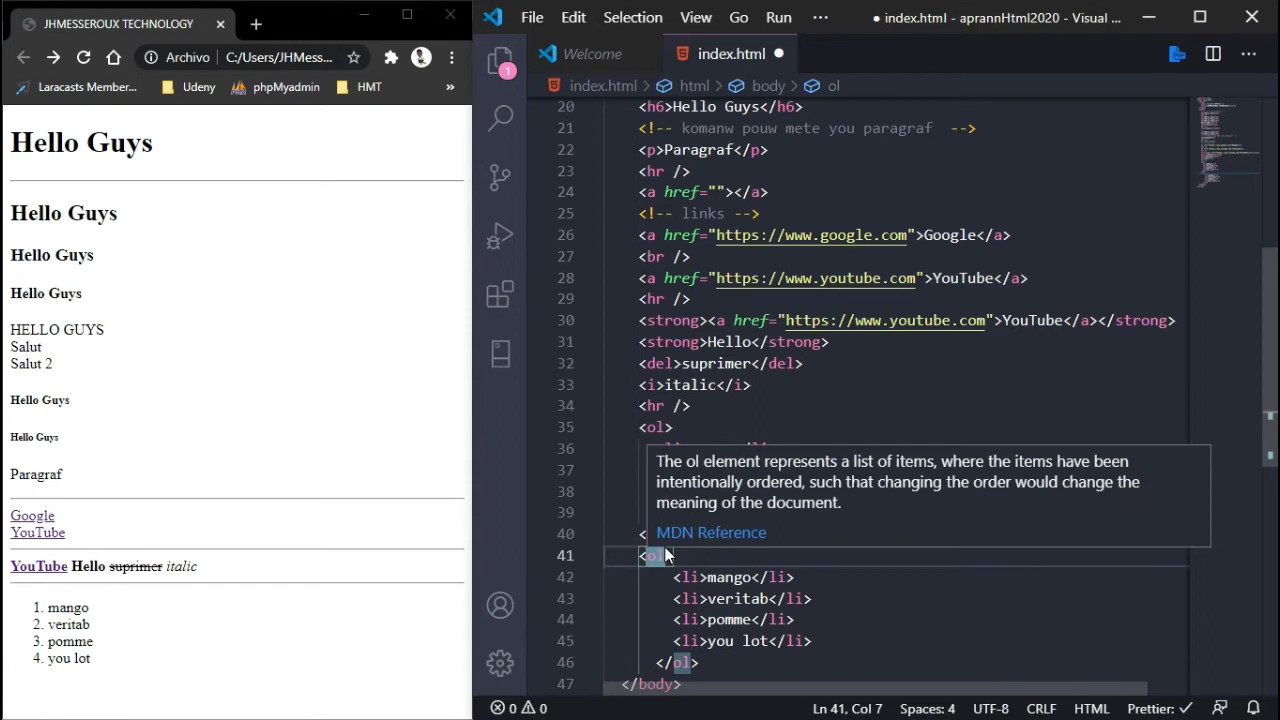 JHMESSEROUX TECHNOLOGY
Archivo
C:/Users/JHMess...
Laracasts Member...
Udeny
phpMyadmin
HMT
»
Hello Guys
Hello Guys
Hello Guys
Hello Guys
HELLO GUYS
Salut
Salut 2
Hello Guys
Hello Guys
Paragraf
Google
YouTube
YouTube Hello suprimer italic
1. mango
2. veritab
3. pomme
4. you lot
File Edit Selection View Go Run ···
● index.html - aprannHtml2020 - Visual ...
Welcome
index.html
index.html > html > body > ol
20 <h6>Hello Guys</h6>
21 <!-- komanw pouw mete you paragraf -->
22 <p>Paragraf</p>
23 <hr />
24 <a href=""></a>
25 <!-- links -->
26 <a href="https://www.google.com">Google</a>
27 <br />
28 <a href="https://www.youtube.com">YouTube</a>
29 <hr />
30 <strong><a href="https://www.youtube.com">YouTube</a></strong>
31 <strong>Hello</strong>
32 <del>suprimer</del>
33 <i>italic</i>
34 <hr />
35 <ol>
36
37
38
39
40 <
The ol element represents a list of items, where the items have been
intentionally ordered, such that changing the order would change the
meaning of the document.
MDN Reference
41 <ol
42 <li>mango</li>
43 <li>veritab</li>
44 <li>pomme</li>
45 <li>you lot</li>
46 </ol>
47 </body>
1
0 0
Ln 41, Col 7
Spaces: 4
UTF-8
CRLF
HTML
Prettier: ✓